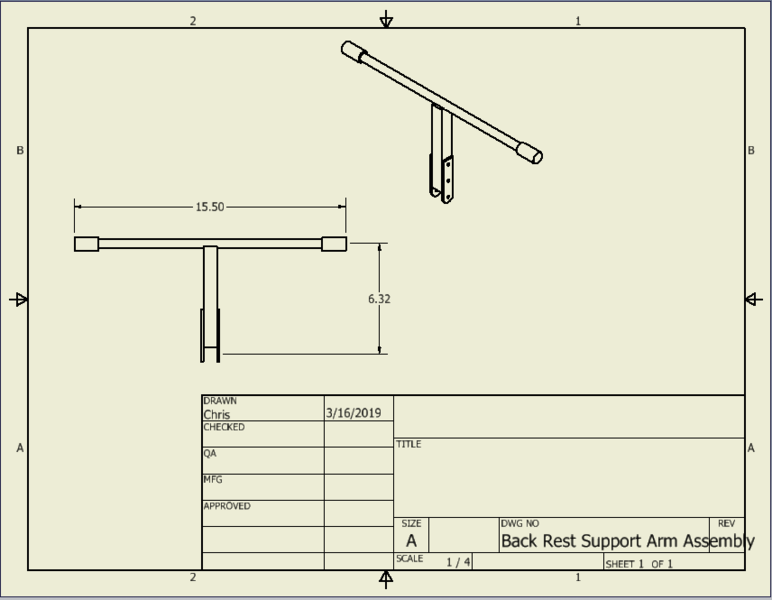 2 1
B B
15.50
6.32
A A
DRAWN
Chris 3/16/2019
CHECKED
QA
MFG
APPROVED
TITLE
SIZE
A
DWG NO
Back Rest Support Arm Assembly
REV
SCALE 1 / 4
SHEET 1 OF 1
2 1